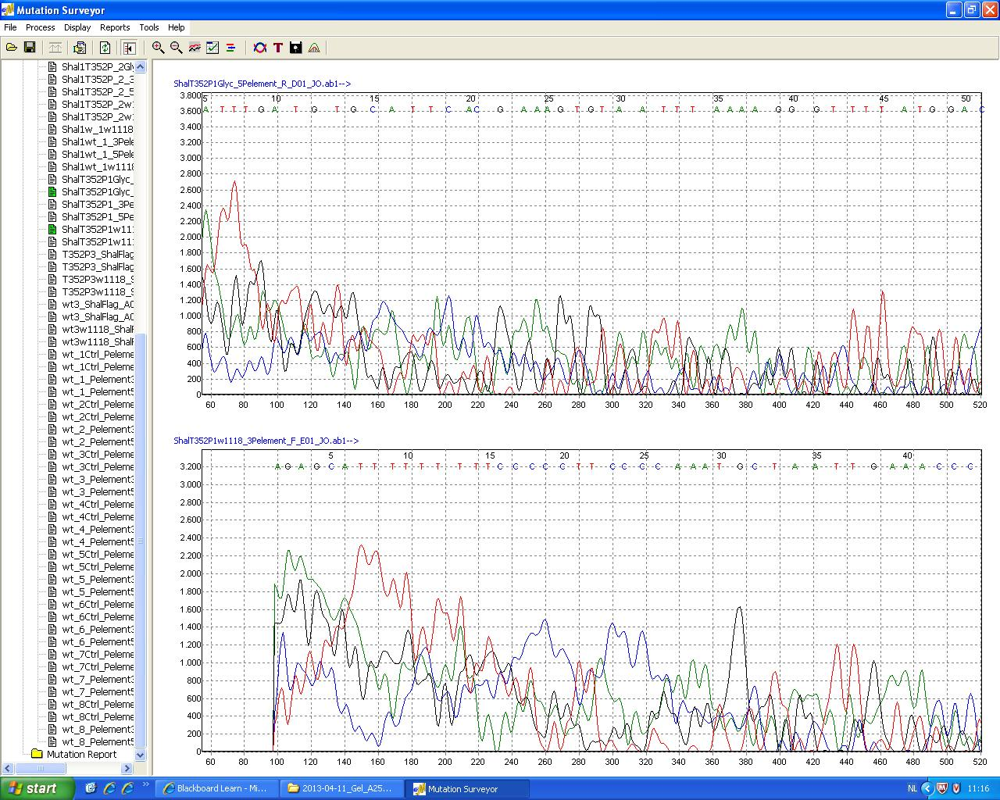 Mutation Surveyor
File Process Display Reports Tools Help
Shal1T352P_2Gly
Shal1T352P_2_3
Shal1T352P_2_5
Shal1T352P_2w1
Shal1T352P_2w1
Shal1w_1w1118
Shal1wt_1_3Pele
Shal1wt_1_5Pele
Shal1wt_1w1118
ShalT352P1Glyc_
ShalT352P1Glyc_
ShalT352P1_3Pe
ShalT352P1_5Pe
ShalT352P1w111
ShalT352P1w111
T352P3_ShalFlag
T352P3_ShalFlag
T352P3w1118_S
T352P3w1118_S
wt3_ShalFlag_A0
wt3_ShalFlag_A0
wt3w1118_Shalf
wt3w1118_Shalf
wt_1Ctrl_Peleme
wt_1Ctrl_Peleme
wt_1_Pelement3
wt_1_Pelement5
wt_2Ctrl_Peleme
wt_2Ctrl_Peleme
wt_2_Pelement3
wt_2_Pelement5
wt_3Ctrl_Peleme
wt_3Ctrl_Peleme
wt_3_Pelement3
wt_3_Pelement5
wt_4Ctrl_Peleme
wt_4Ctrl_Peleme
wt_4_Pelement3
wt_4_Pelement5
wt_5Ctrl_Peleme
wt_5Ctrl_Peleme
wt_5_Pelement3
wt_5_Pelement5
wt_6Ctrl_Peleme
wt_6Ctrl_Peleme
wt_6_Pelement3
wt_6_Pelement5
wt_7Ctrl_Peleme
wt_7Ctrl_Peleme
wt_7_Pelement3
wt_7_Pelement5
wt_8Ctrl_Peleme
wt_8Ctrl_Peleme
wt_8_Pelement3
wt_8_Pelement5
Mutation Report
ShalT352P1Glyc_5Pelement_R_D01_JO.ab1-->
5 10 15 20 25 30 35 40 45 50
A T T T G A T G T G C A T T C A C G A A A G T G T A A T T T A A A A G G G T T T T A T G G A C
3.800
3.600
3.400
3.200
3.000
2.800
2.600
2.400
2.200
2.000
1.800
1.600
1.400
1.200
1.000
800
600
400
200
0
60 80 100 120 140 160 180 200 220 240 260 280 300 320 340 360 380 400 420 440 460 480 500 520
ShalT352P1w1118_3Pelement_F_E01_JO.ab1-->
5 10 15 20 25 30 35 40
A G A G C A T T T T T T T T T C C C C C T T C C C C A A A T G C T A A T T G A A A C C C
3.200
3.000
2.800
2.600
2.400
2.200
2.000
1.800
1.600
1.400
1.200
1.000
800
600
400
200
0
60 80 100 120 140 160 180 200 220 240 260 280 300 320 340 360 380 400 420 440 460 480 500 520
start Blackboard Learn - Mi... 2013-04-11_Gel_A25... Mutation Surveyor NL 11:16